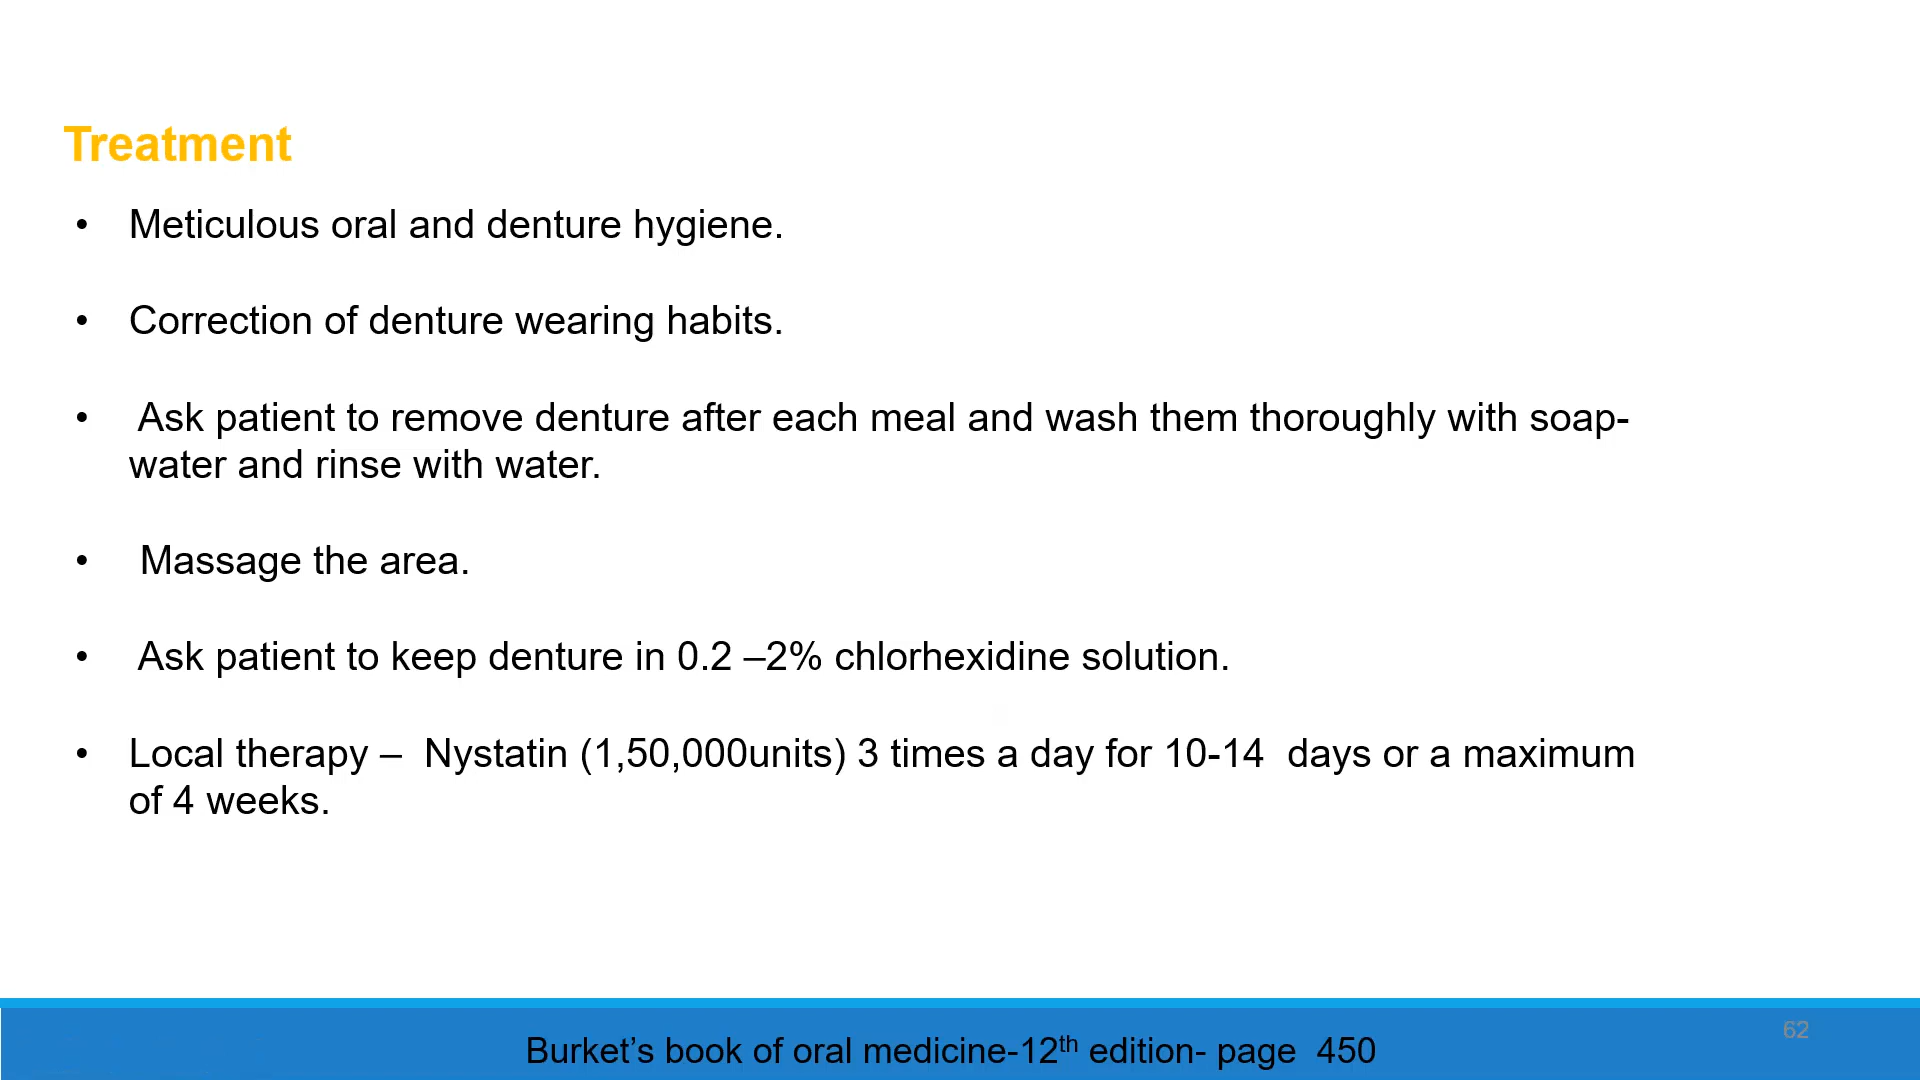 Treatment
• Meticulous oral and denture hygiene.
• Correction of denture wearing habits.
• Ask patient to remove denture after each meal and wash them thoroughly with soap-
water and rinse with water.
• Massage the area.
• Ask patient to keep denture in 0.2 –2% chlorhexidine solution.
• Local therapy – Nystatin (1,50,000units) 3 times a day for 10-14 days or a maximum
of 4 weeks.
62
Burket’s book of oral medicine-12th edition- page 450